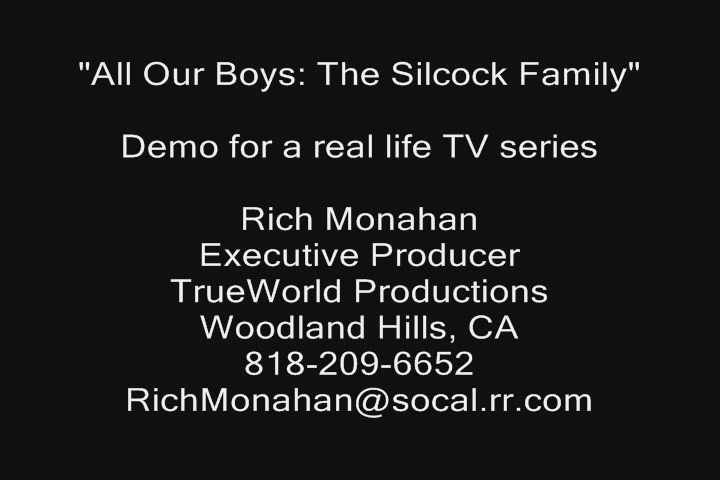 "All Our Boys: The Silcock Family"
Demo for a real life TV series
Rich Monahan
Executive Producer
TrueWorld Productions
Woodland Hills, CA
818-209-6652
RichMonahan@socal.rr.com